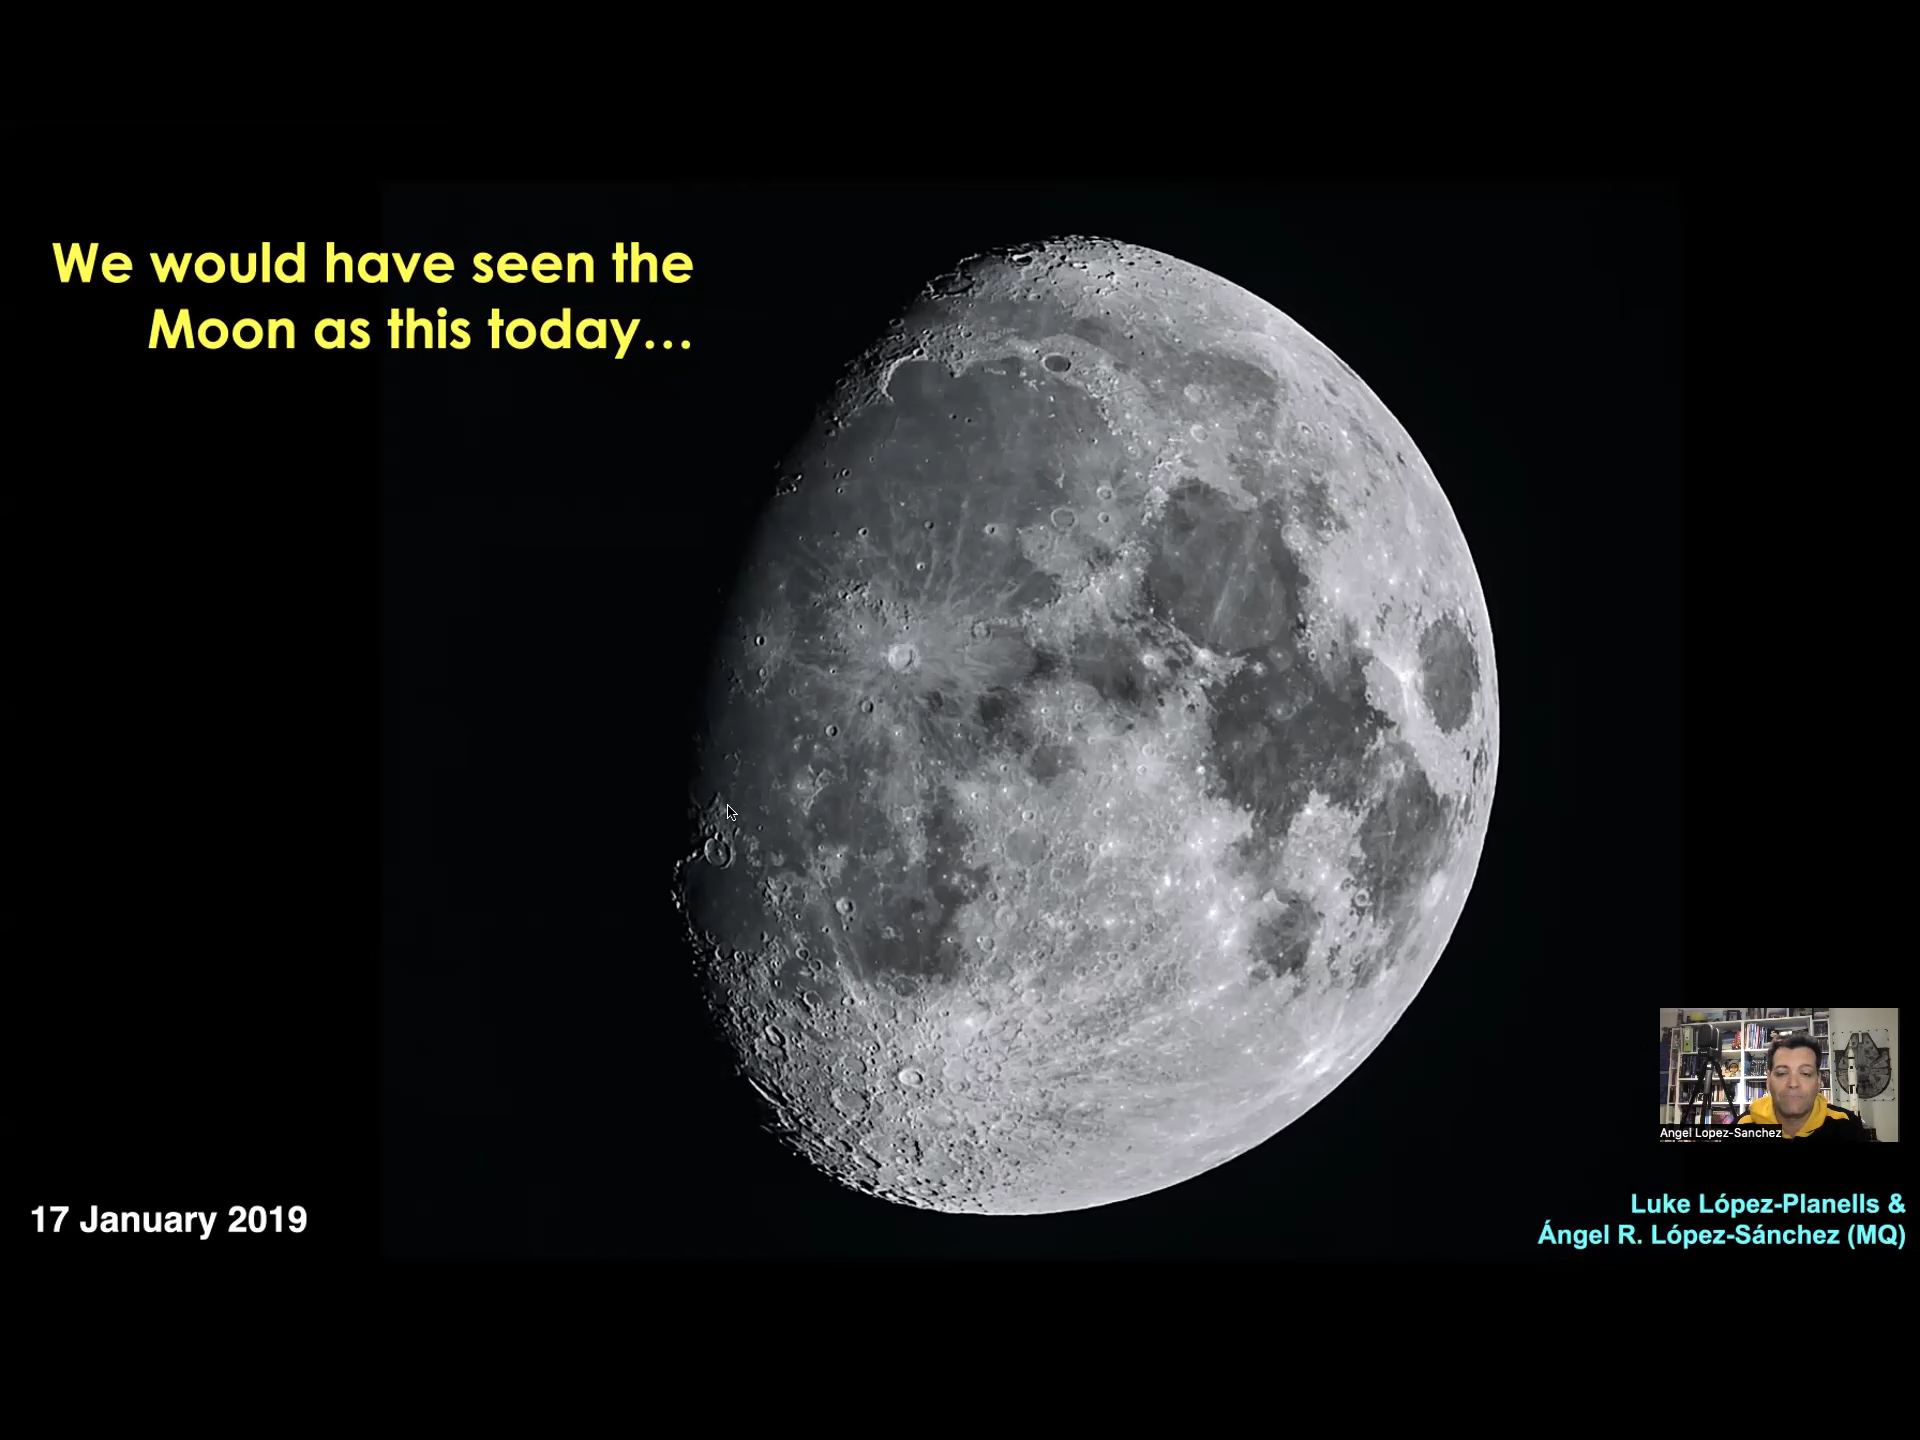 We would have seen the
Moon as this today...
Angel Lopez-Sanchez
17 January 2019
Luke López-Planells &
Ángel R. López-Sánchez (MQ)